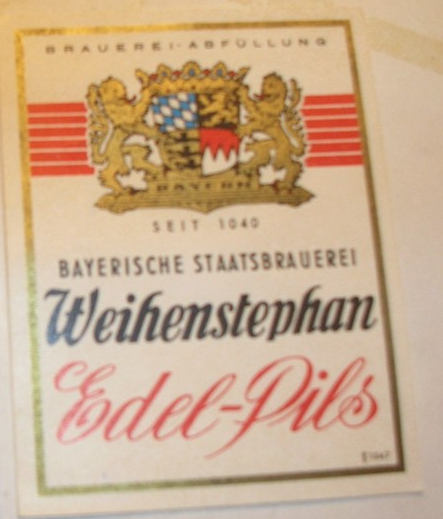 BRAUEREI-ABFÜLLUNG
BAYERN
SEIT 1040
BAYERISCHE STAATSBRAUEREI
Weihenstephan
Edel-Pils